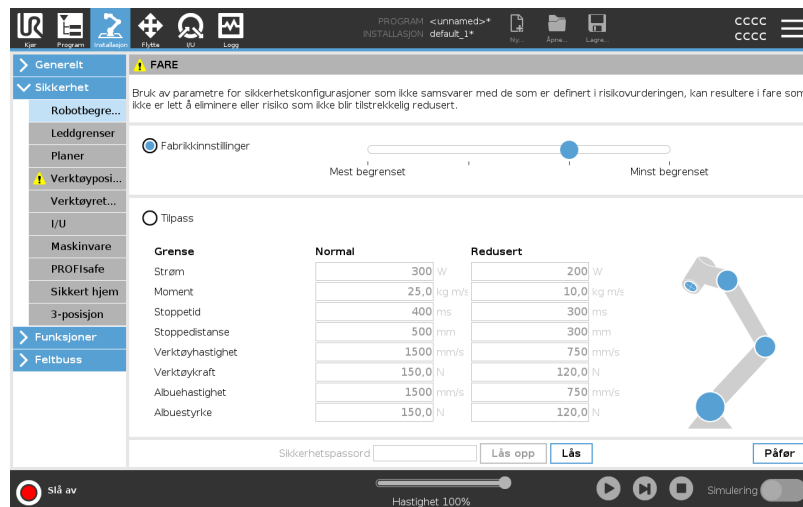 PROGRAM <unnamed>*
INSTALLASJON default_1*
CCCC
CCCC
Kjør Program Installasjon Flytte I/U Logg Ny... Åpne... Lagre...
Generelt
Sikkerhet
Robotbegre...
Leddgrenser
Planer
Verktøyposi...
Verktøyret...
I/U
Maskinvare
PROFIsafe
Sikkert hjem
3-posisjon
Funksjoner
Feltbuss
FARE
Bruk av parametre for sikkerhetskonfigurasjoner som ikke samsvarer med de som er definert i risikovurderingen, kan resultere i fare som
ikke er lett å eliminere eller risiko som ikke blir tilstrekkelig redusert.
Fabrikkinnstillinger
Mest begrenset Minst begrenset
Tilpass
Grense Normal Redusert
Strøm 300 W 200 W
Moment 25,0 kg m/s 10,0 kg m/s
Stoppetid 400 ms 300 ms
Stoppedistanse 500 mm 300 mm
Verktøyhastighet 1500 mm/s 750 mm/s
Verktøykraft 150,0 N 120,0 N
Albuehastighet 1500 mm/s 750 mm/s
Albuestyrke 150,0 N 120,0 N
Sikkerhetspassord Lås opp Lås Påfør
Slå av
Hastighet 100%
Simulering